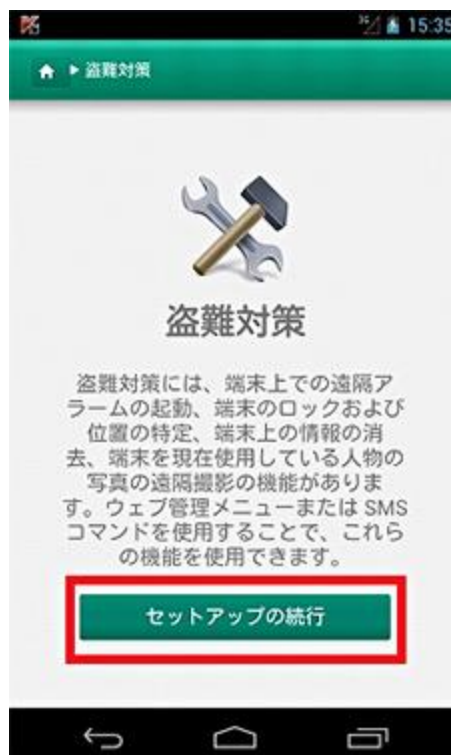 3G 15:35
盗難対策
盗難対策
盗難対策には、端末上での遠隔ア
ラームの起動、端末のロックおよび
位置の特定、端末上の情報の消
去、端末を現在使用している人物の
写真の遠隔撮影の機能がありま
す。ウェブ管理メニューまたは SMS
コマンドを使用することで、これら
の機能を使用できます。
セットアップの続行